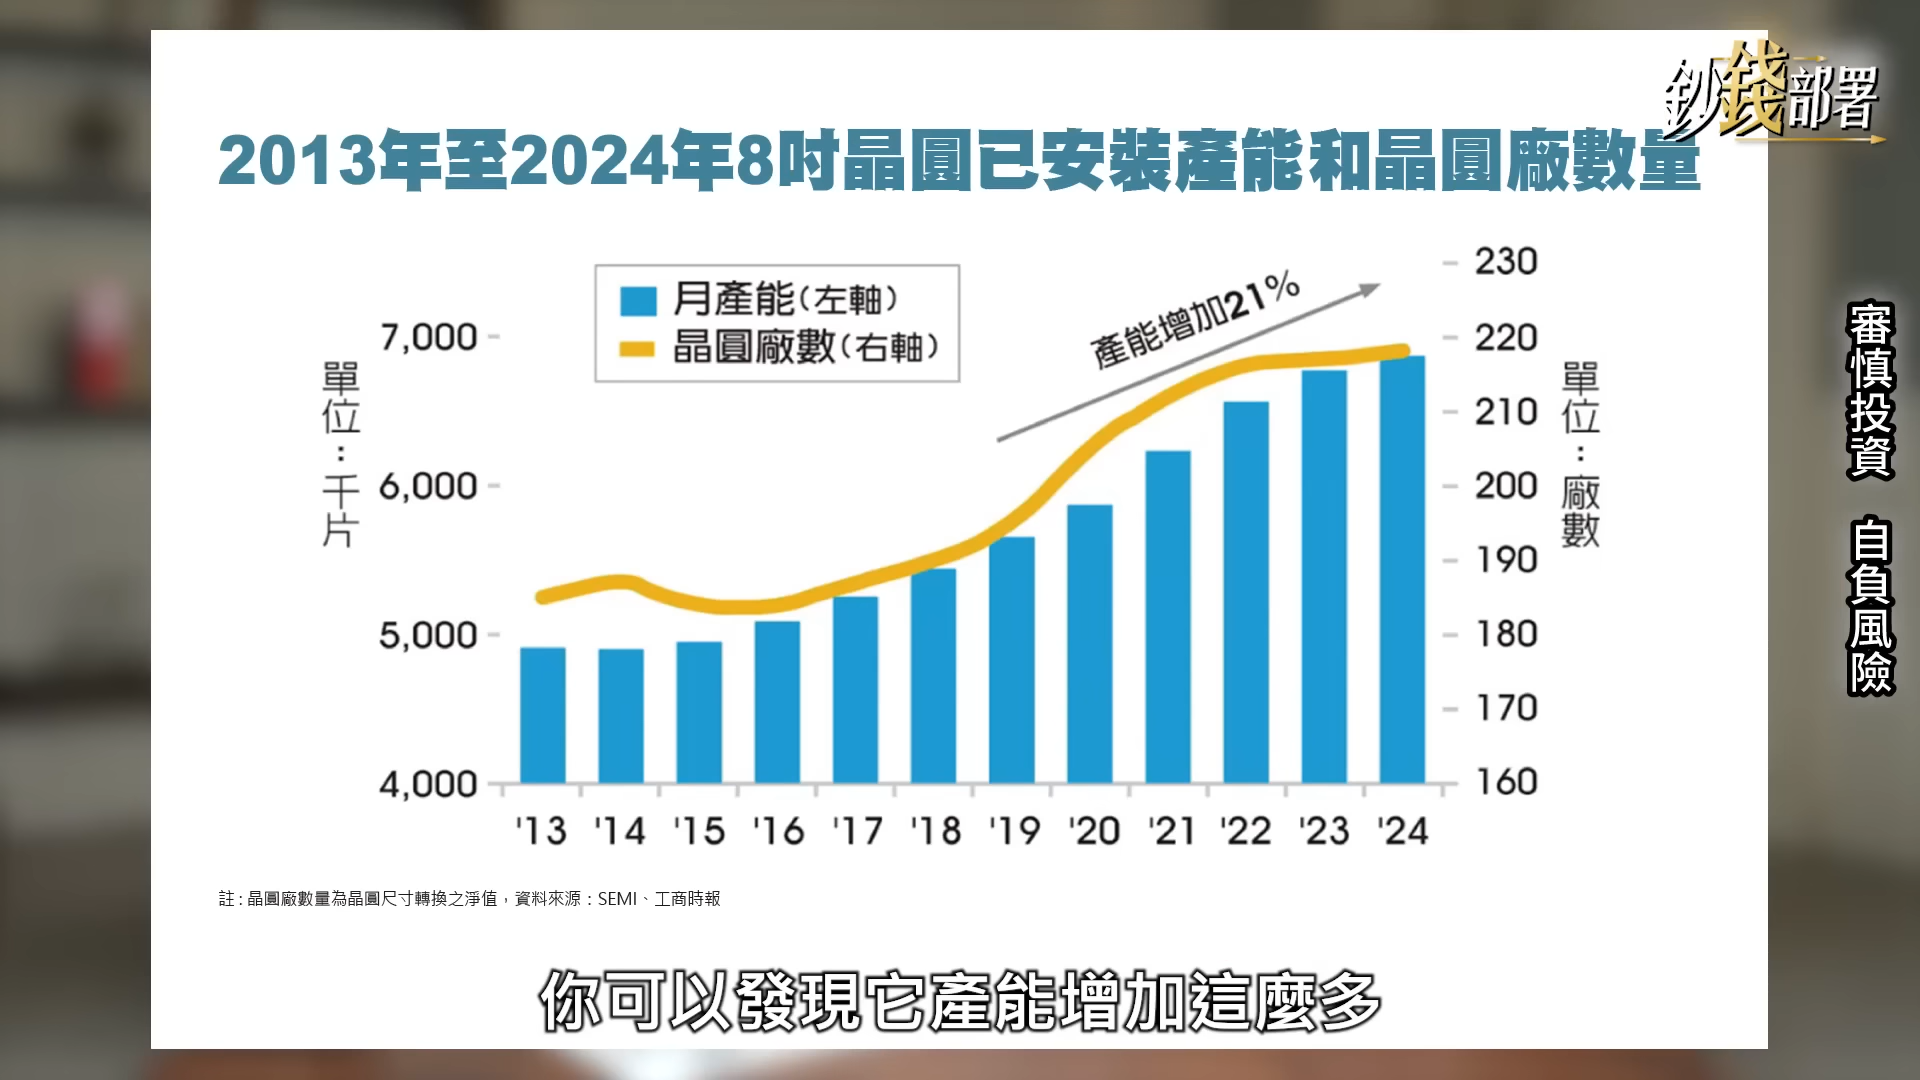 鈔錢部署
2013年至2024年8吋晶圓已安裝產能和晶圓廠數量
月產能（左軸）
晶圓廠數（右軸）
產能增加21%
單位：千片
7,000
6,000
5,000
4,000
230
220
210
200
190
180
170
160
單位：廠數
'13 '14 '15 '16 '17 '18 '19 '20 '21 '22 '23 '24
註：晶圓廠數量為晶圓尺寸轉換之淨值，資料來源：SEMI、工商時報
審慎投資 自負風險
你可以發現它產能增加這麼多